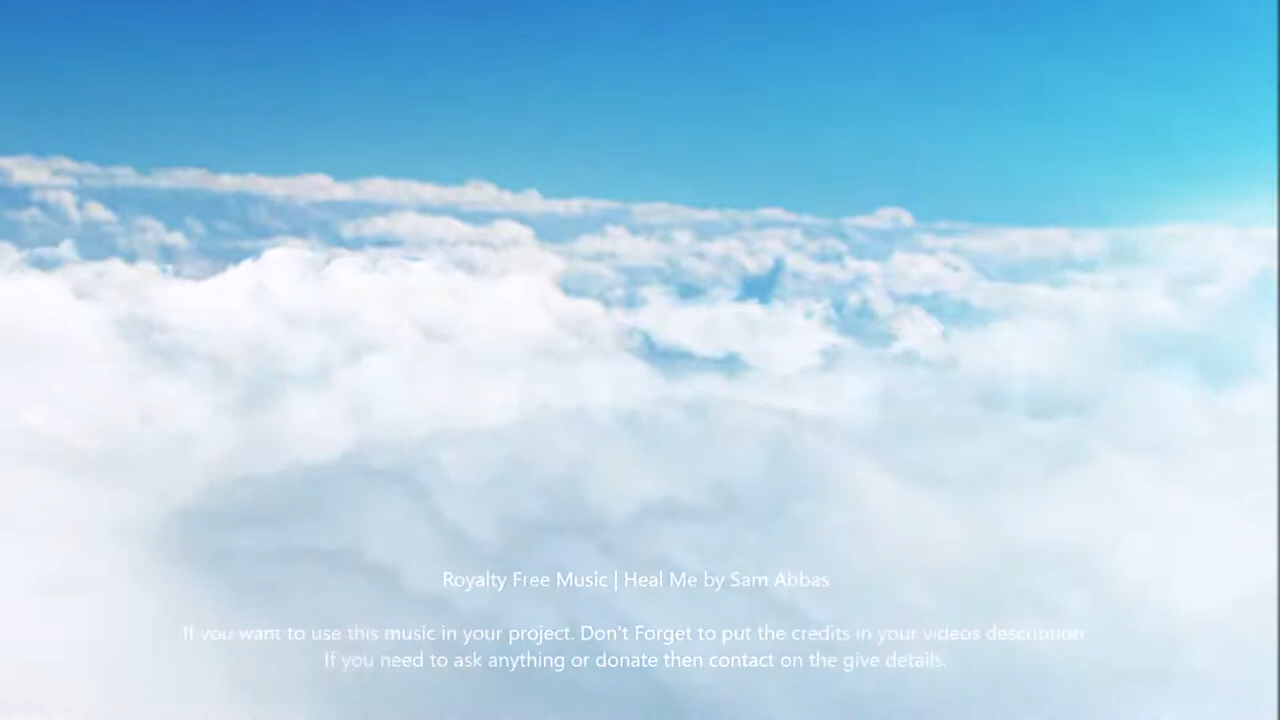 Royalty Free Music | Heal Me by Sam Abbas
If you want to use this music in your project. Don't Forget to put the credits in your videos description.
If you need to ask anything or donate then contact on the give details.